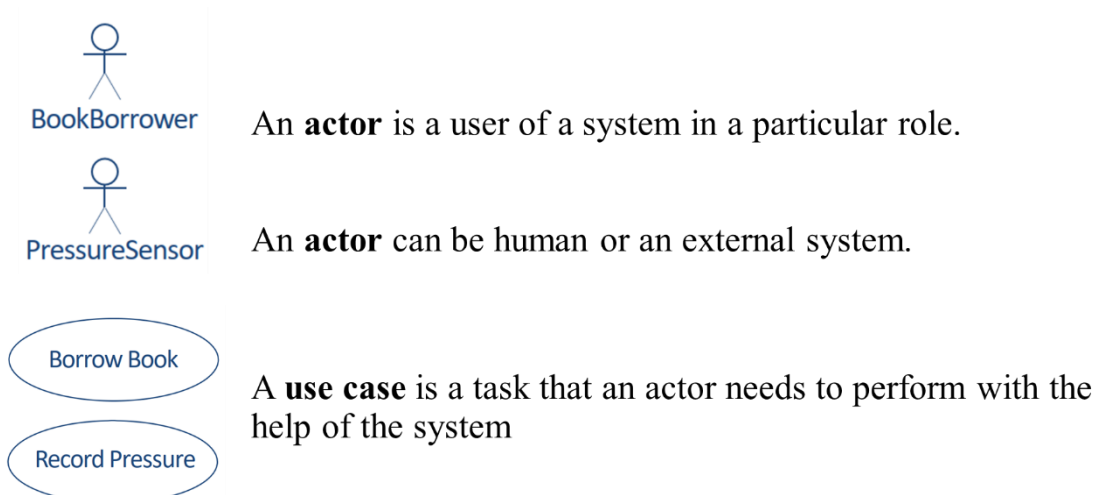 BookBorrower
An actor is a user of a system in a particular role.
PressureSensor
An actor can be human or an external system.
Borrow Book
A use case is a task that an actor needs to perform with the
help of the system
Record Pressure